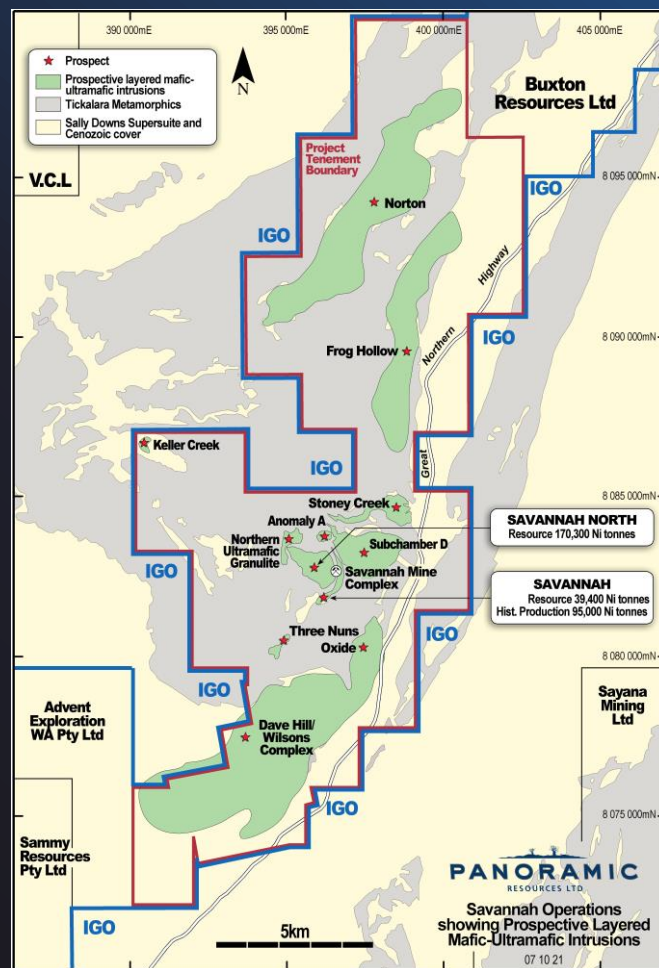 390 000mE
395 000mE
400 000mE
405 000mE
Prospect
Prospective layered mafic-
ultramafic intrusions
Tickalara Metamorphics
Sally Downs Supersuite and
Cenozoic cover
N
Buxton
Resources Ltd
Project
Tenement
Boundary
V.C.L
IGO
8 095 000mN
Norton
IGO
Highway
Northern
Great
IGO
8 090 000mN
Frog Hollow
Keller Creek
IGO
8 085 000mN
Stoney Creek
Anomaly A
Northern
Ultramafic
Granulite
Subchamber D
Savannah Mine
Complex
SAVANNAH NORTH
Resource 170,300 Ni tonnes
SAVANNAH
Resource 39,400 Ni tonnes
Hist. Production 95,000 Ni tonnes
IGO
Three Nuns
Oxide
IGO
8 080 000mN
IGO
Advent
Exploration
WA Pty Ltd
Sayana
Mining
Ltd
Dave Hill/
Wilsons
Complex
IGO
8 075 000mN
Sammy
Resources
Pty Ltd
IGO
5km
PANORAMIC
RESOURCES LTD
Savannah Operations
showing Prospective Layered
Mafic-Ultramafic Intrusions
07 10 21